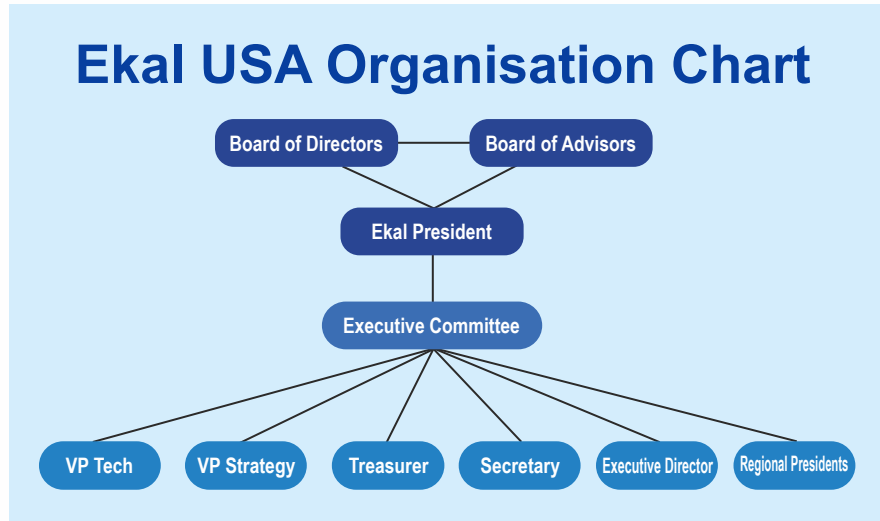 Ekal USA Organisation Chart
Board of Directors
Board of Advisors
Ekal President
Executive Committee
VP Tech
VP Strategy
Treasurer
Secretary
Executive Director
Regional Presidents